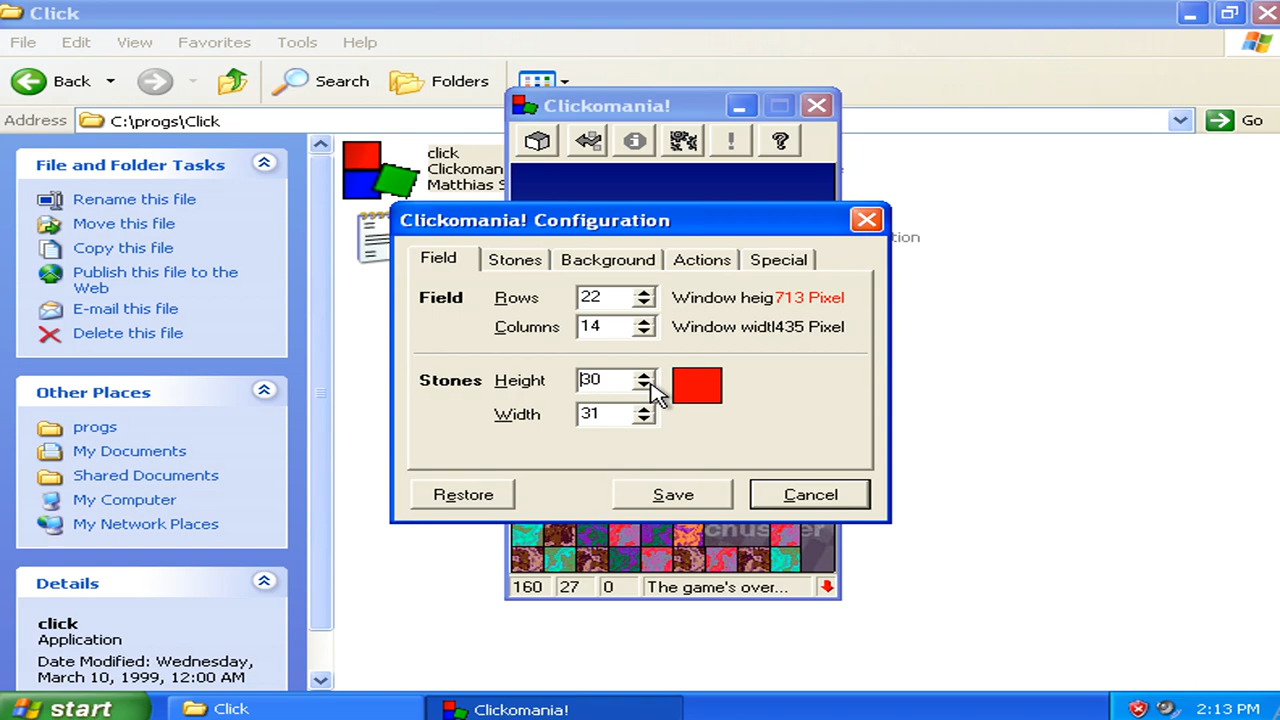 Click
File Edit View Favorites Tools Help
Back Search Folders
Address C:\progs\Click Go
File and Folder Tasks
Rename this file
Move this file
Copy this file
Publish this file to the
Web
E-mail this file
Delete this file
Other Places
progs
My Documents
Shared Documents
My Computer
My Network Places
Details
click
Application
Date Modified: Wednesday,
March 10, 1999, 12:00 AM
click
Clickoman
Matthias S
Clickomania!
Clickomania! Configuration
Field Stones Background Actions Special
Field Rows 22 Window heig 713 Pixel
Columns 14 Window widtl 435 Pixel
Stones Height 30
Width 31
Restore Save Cancel
160 27 0 The game's over...
start Click Clickomania! 2:13 PM